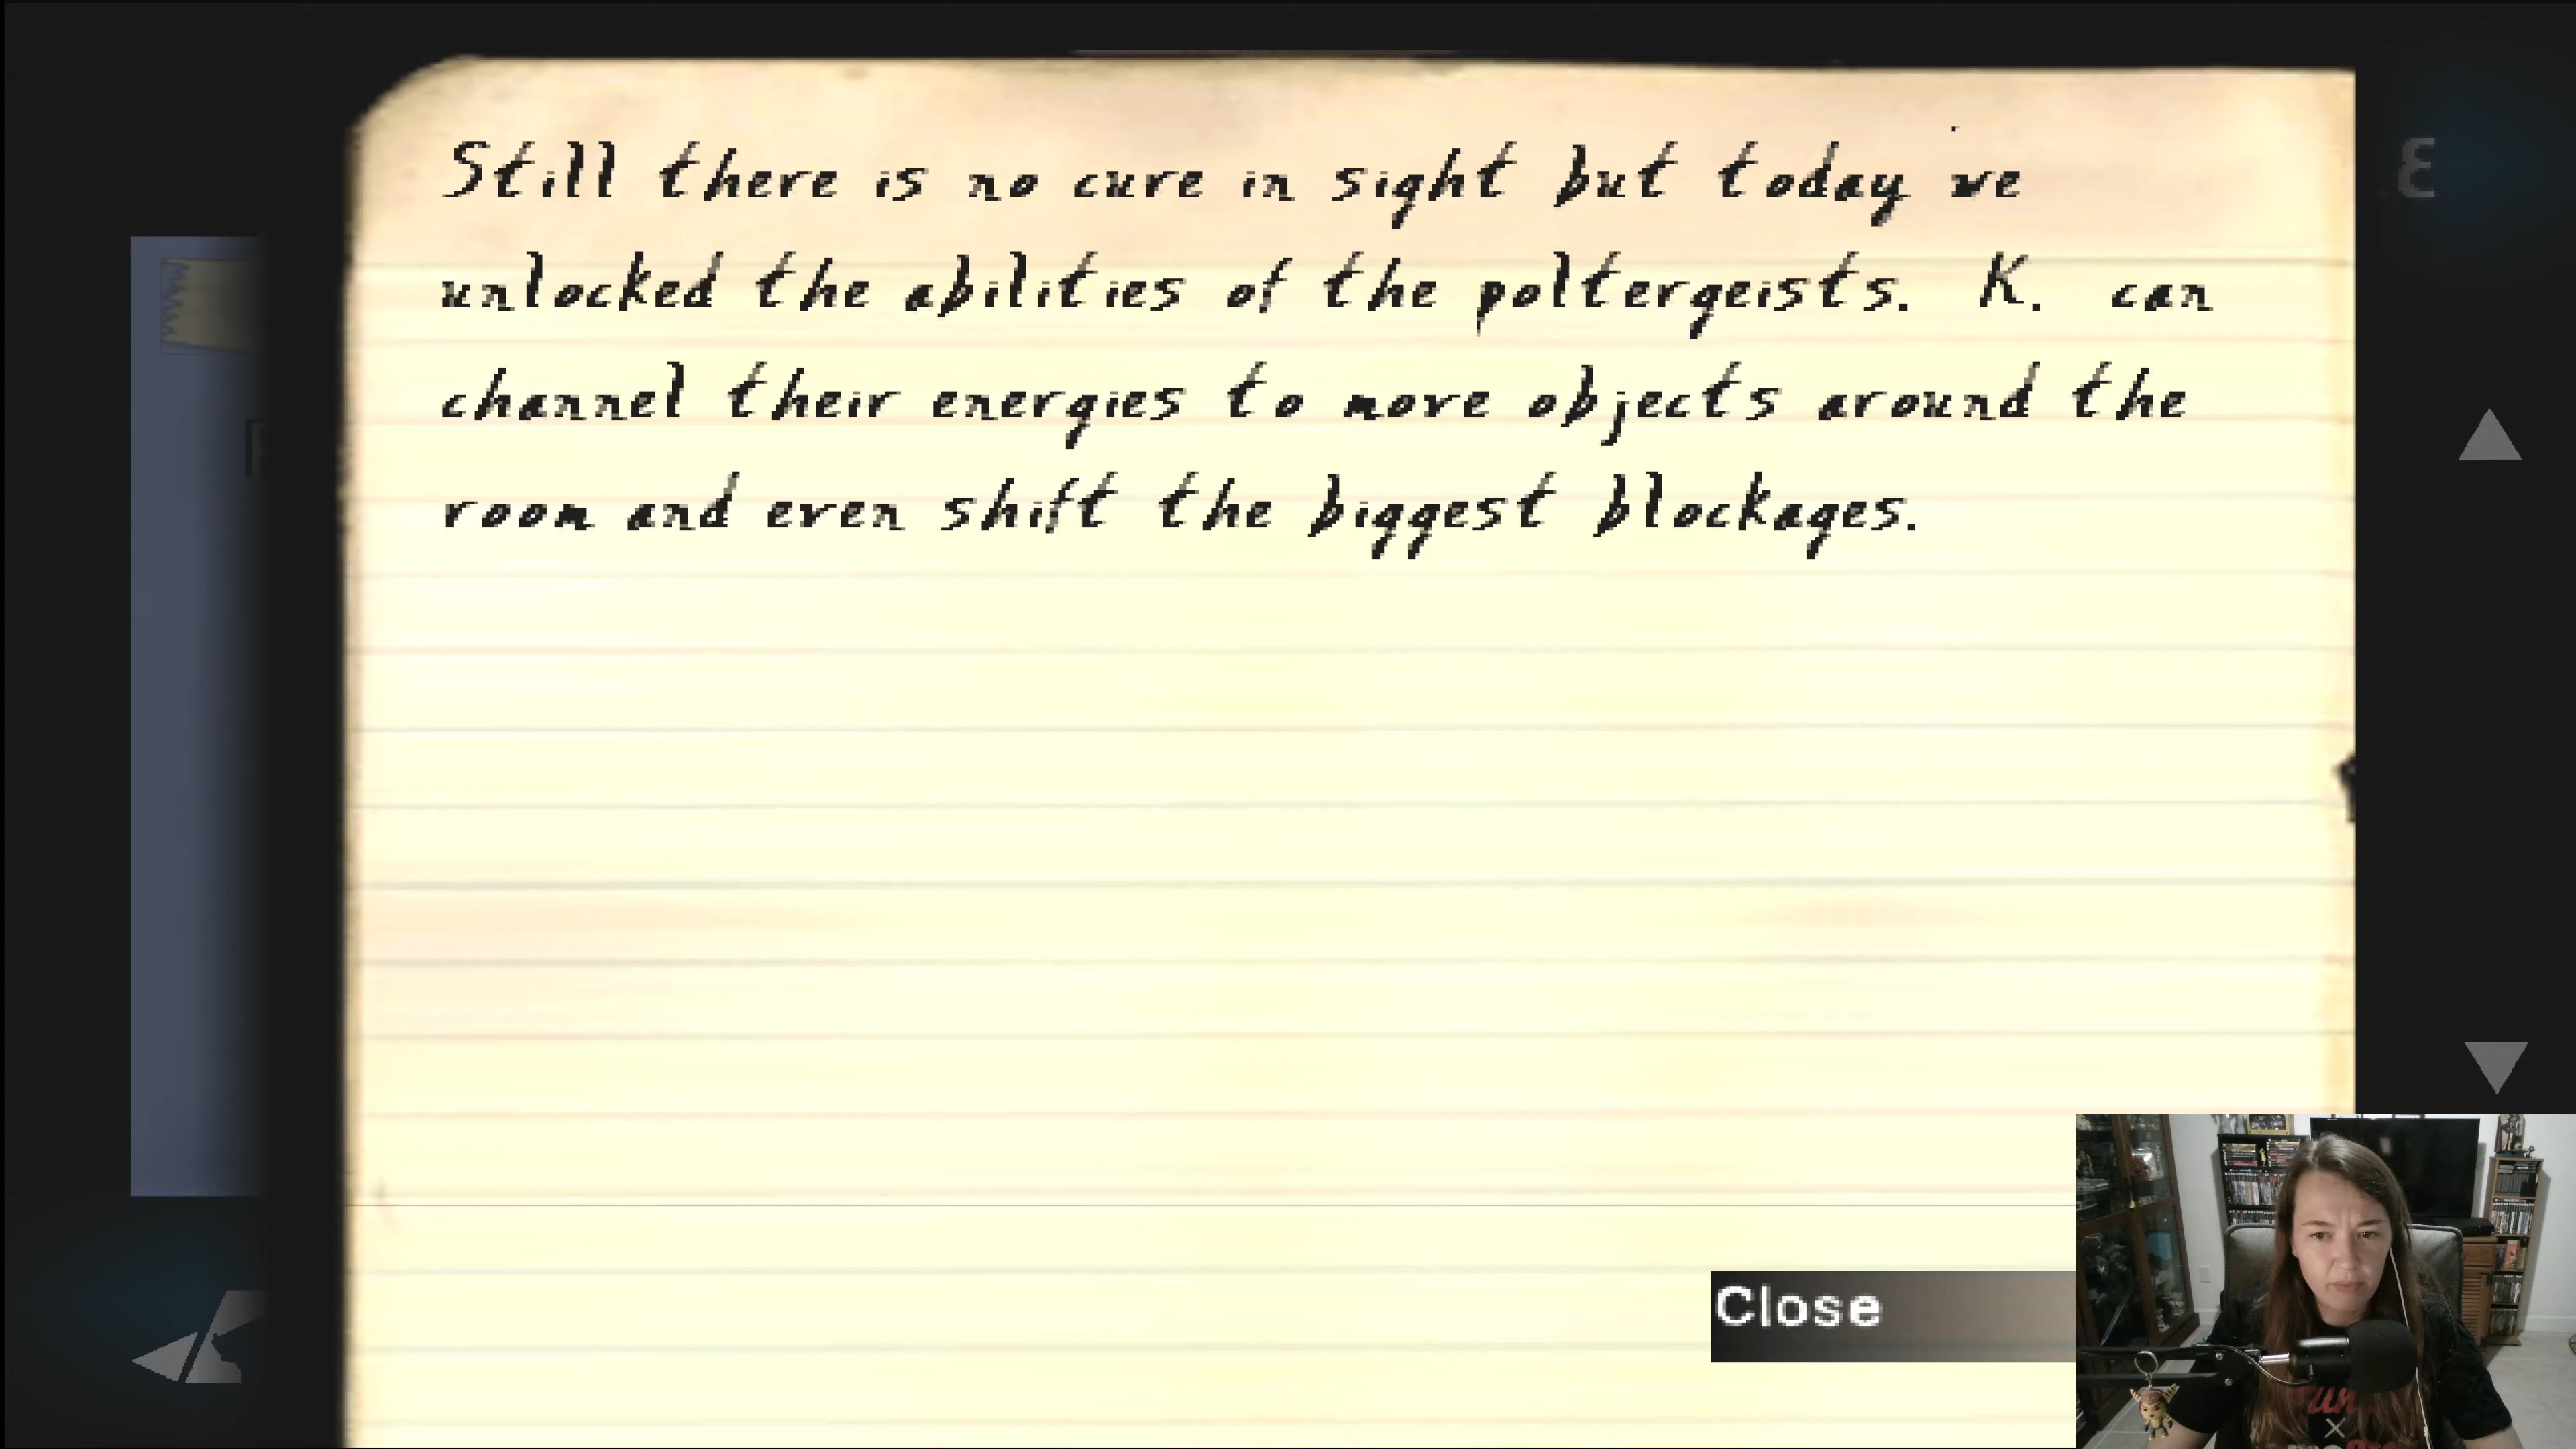 Still there is no cure in sight but today we
unlocked the abilities of the poltergeists. K. can
channel their energies to move objects around the
room and even shift the biggest blockages.
Close